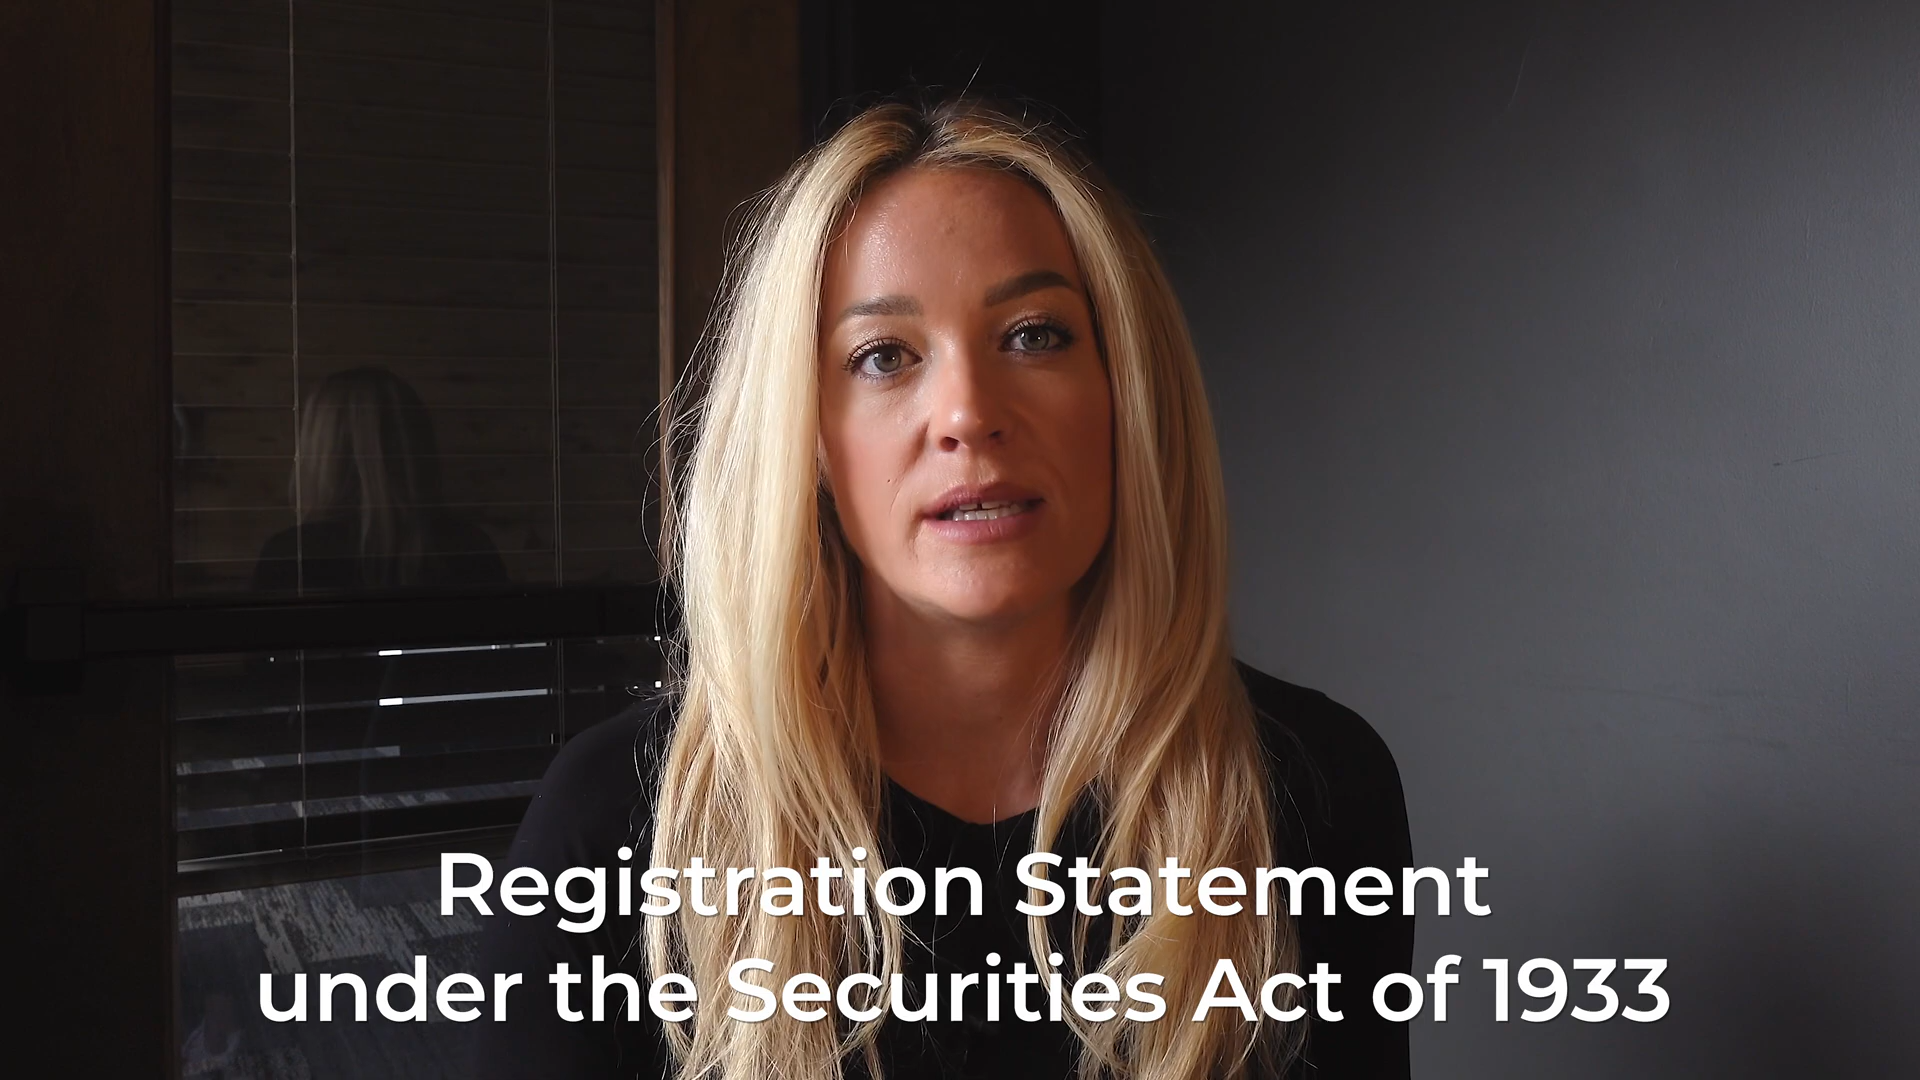 Registration Statement
under the Securities Act of 1933